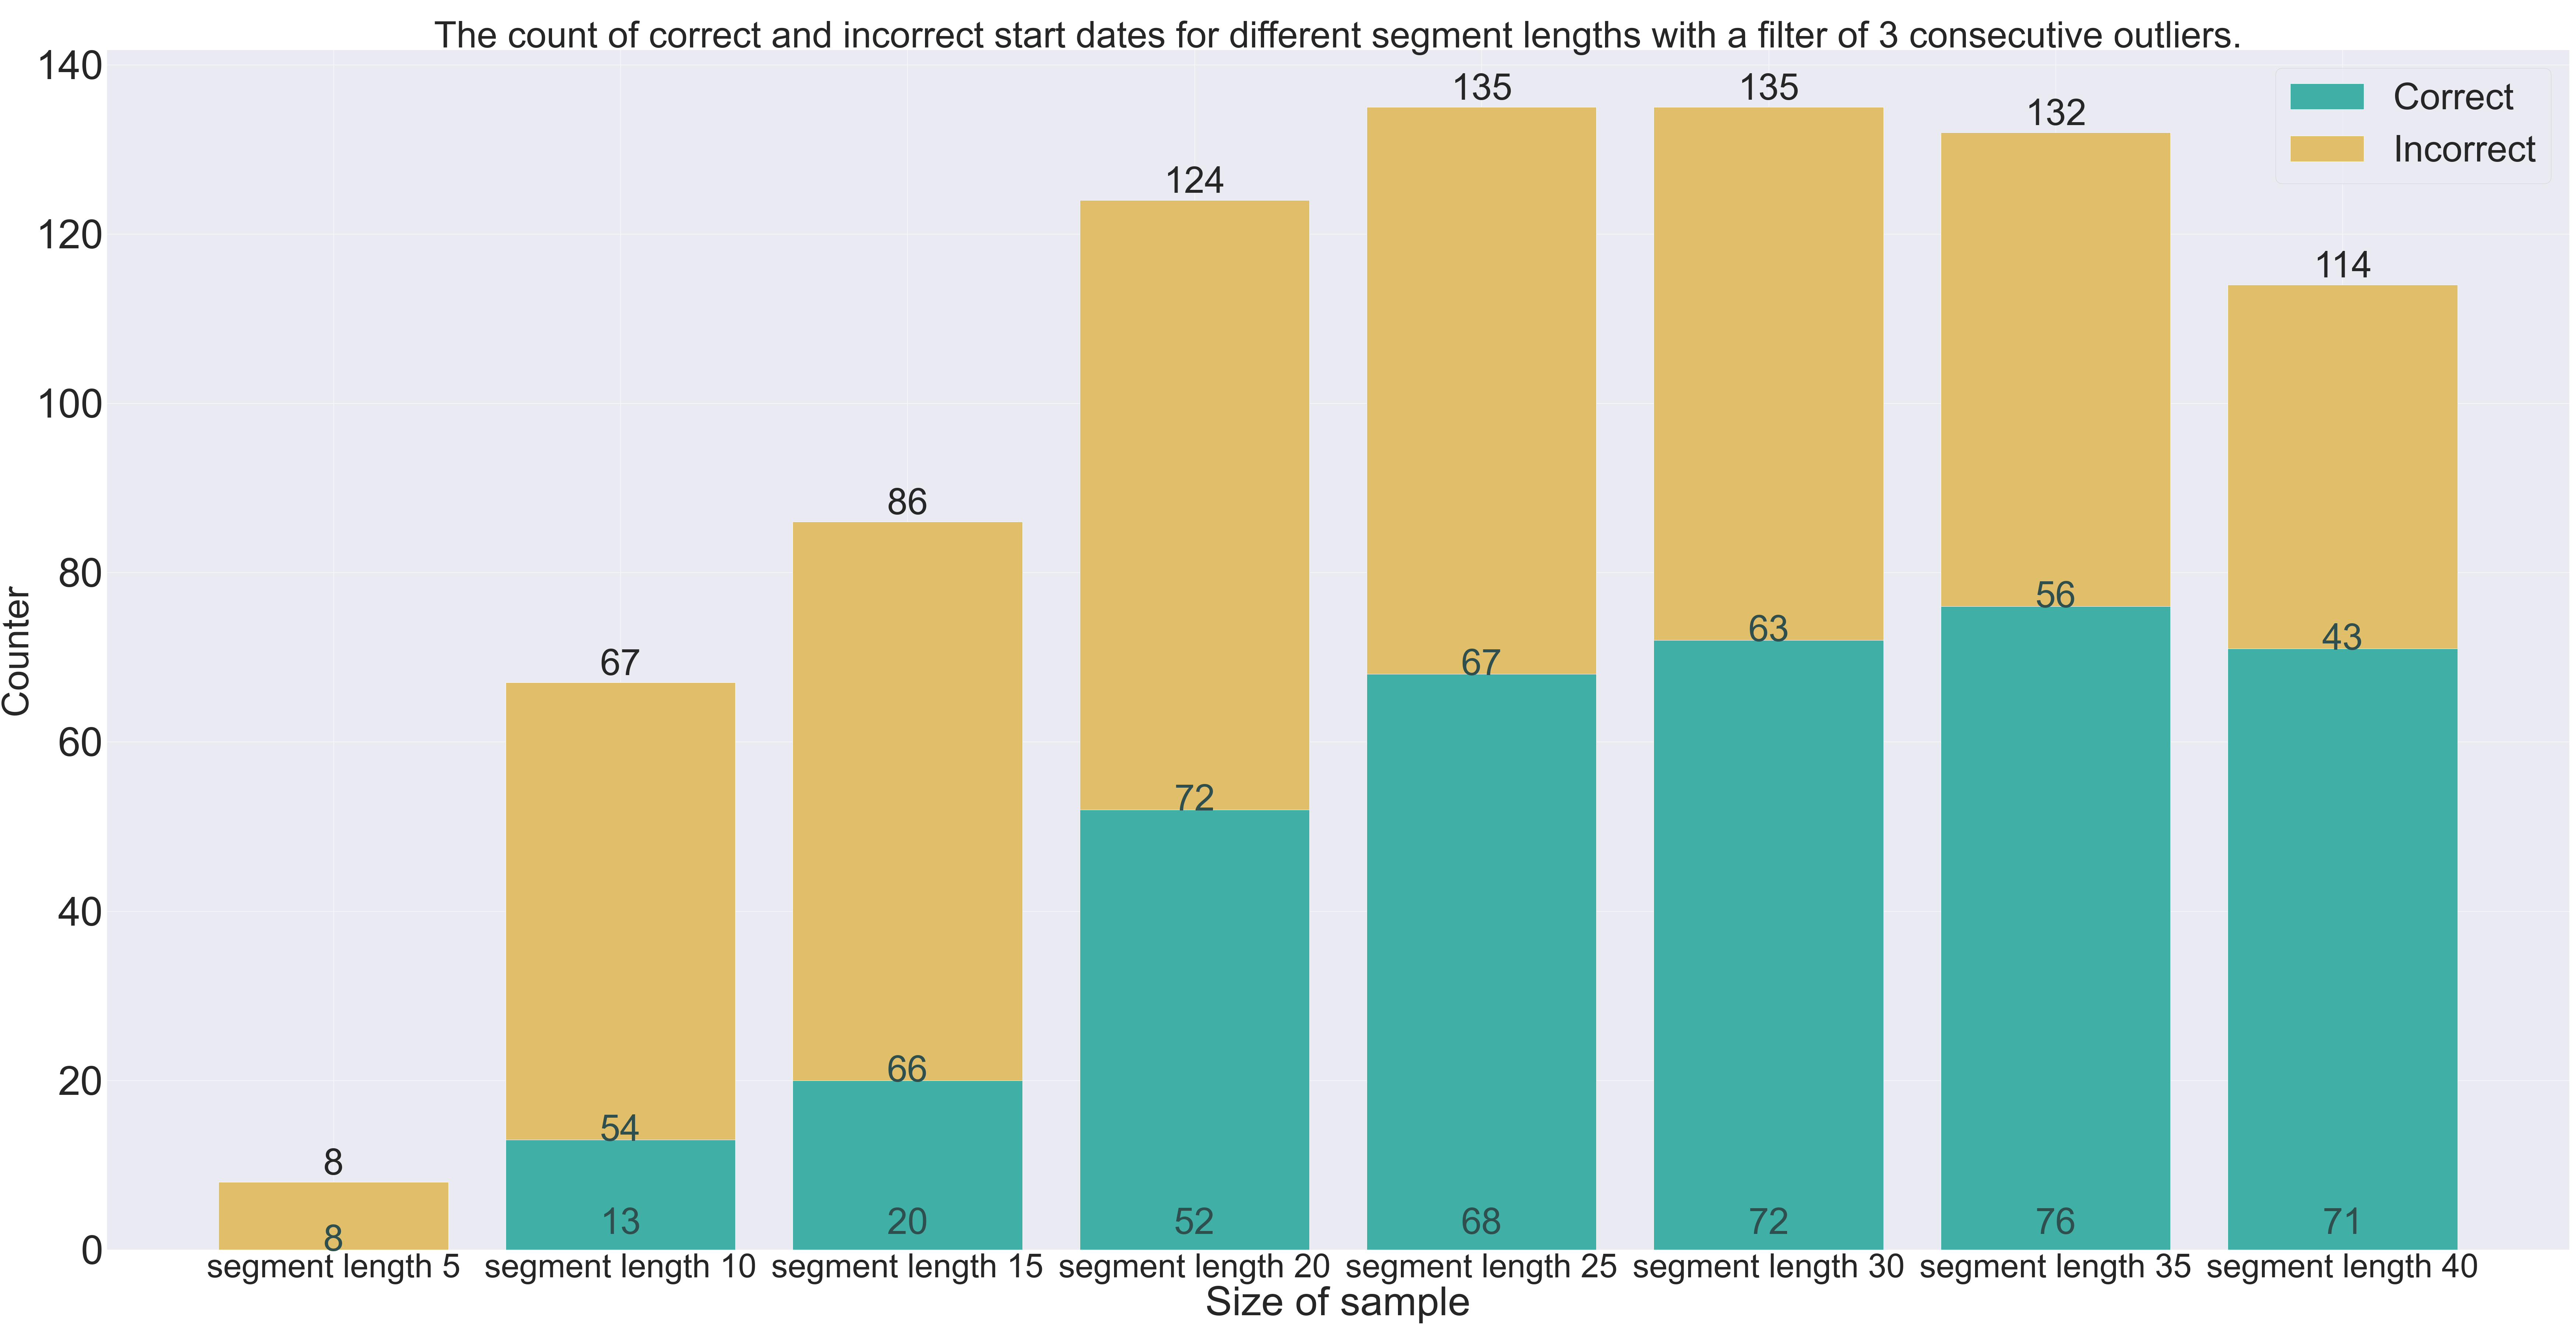 The count of correct and incorrect start dates for different segment lengths with a filter of 3 consecutive outliers.
Correct
Incorrect
Counter
140
120
100
80
60
40
20
0
8
67
86
124
135
135
132
114
8
54
66
72
67
63
56
43
13
20
52
68
72
76
71
segment length 5
segment length 10
segment length 15
segment length 20
segment length 25
segment length 30
segment length 35
segment length 40
Size of sample